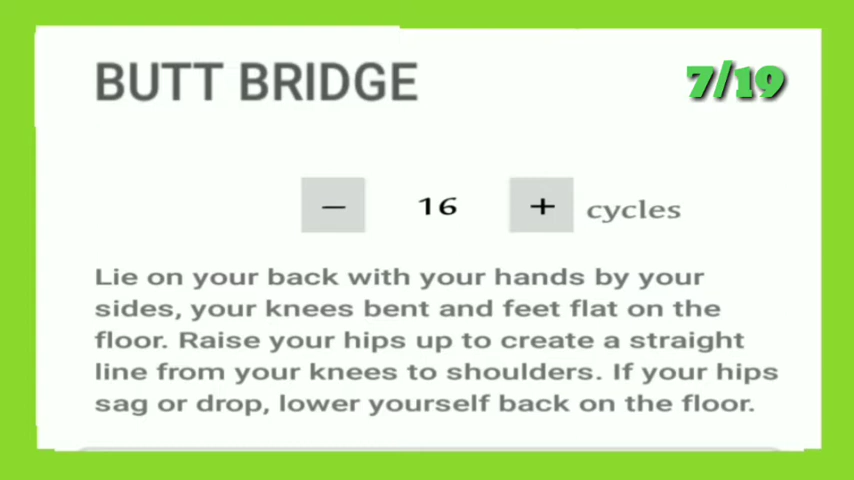 BUTT BRIDGE
7/19
− 16 + cycles
Lie on your back with your hands by your
sides, your knees bent and feet flat on the
floor. Raise your hips up to create a straight
line from your knees to shoulders. If your hips
sag or drop, lower yourself back on the floor.